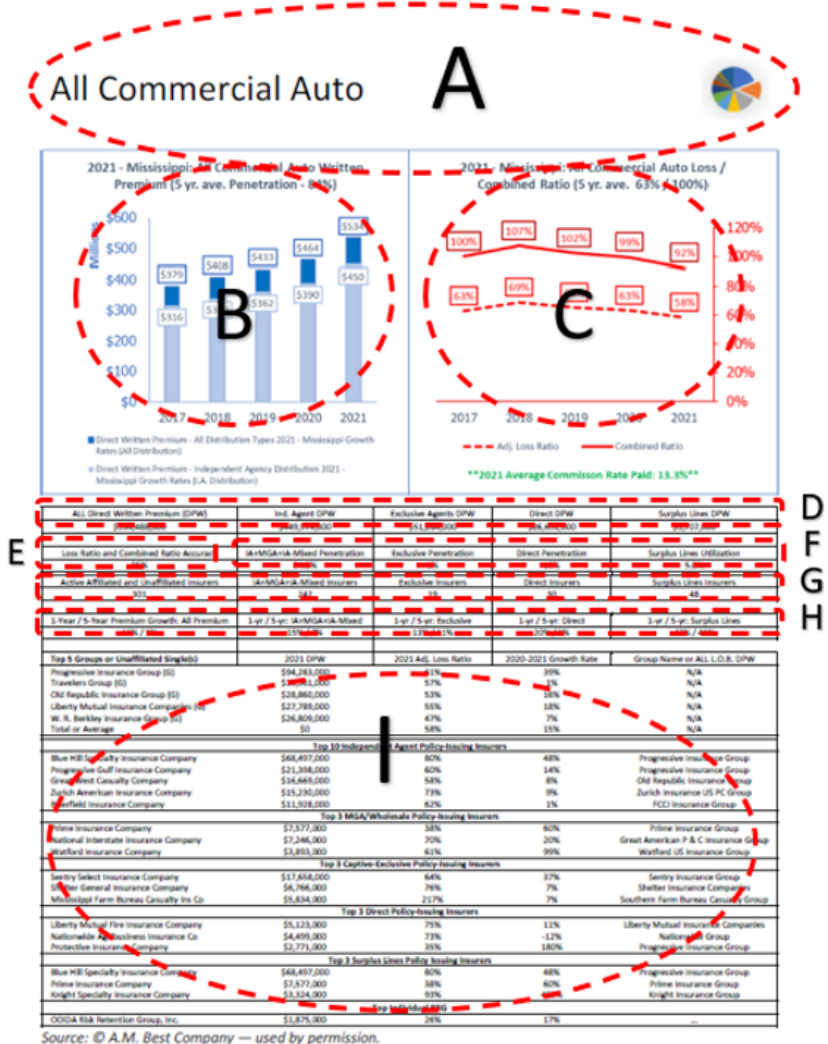 All Commercial Auto
A
2021 - Mississippi: All Commercial Auto Written
Premium (5 yr. ave. Penetration - 84%)
Millions
$600
$500
$400
$300
$200
$100
$0
$379
$408
$433
$464
$534
$316
$362
$390
$450
B
2017 2018 2019 2020 2021
Direct Written Premium - All Distribution Types 2021 - Mississippi Growth
Rates (All Distribution)
Direct Written Premium - Independent Agency Distribution 2021 -
Mississippi Growth Rates (I.A. Distribution)
2021 - Mississippi: All Commercial Auto Loss /
Combined Ratio (5 yr. ave. 63% / 100%)
120%
100%
80%
60%
40%
20%
0%
100% 107% 102% 99% 92%
63% 69% 63% 58%
C
2017 2018 2019 2020 2021
Adj. Loss Ratio Combined Ratio
**2021 Average Commisson Rate Paid: 13.3%**
ALL Direct Written Premium (DPW) Ind. Agent DPW Exclusive Agents DPW Direct DPW Surplus Lines DPW D
E Loss Ratio and Combined Ratio Accurac IA+MGA+IA-Mixed Penetration Exclusive Penetration Direct Penetration Surplus Lines Utilization F
Active Affiliated and Unaffiliated Insurers IA+MGA+IA-Mixed Insurers Exclusive Insurers Direct Insurers Surplus Lines Insurers G
301 242 19 30 48
1-Year / 5-Year Premium Growth: All Premium 1-yr / 5-yr: IA+MGA+IA-Mixed 1-yr / 5-yr: Exclusive 1-yr / 5-yr: Direct 1-yr / 5-yr: Surplus Lines H
Top 5 Groups or Unaffiliated Single(s) 2021 DPW 2021 Adj. Loss Ratio 2020-2021 Growth Rate Group Name or ALL L.O.B. DPW
Progressive Insurance Group (G) $94,283,000 61% 39% N/A
Travelers Group (G) 57% 1% N/A
Old Republic Insurance Group (G) $28,860,000 53% 16% N/A
Liberty Mutual Insurance Companies (G) $27,789,000 55% 18% N/A
W. R. Berkley Insurance Group (G) $26,809,000 47% 7% N/A
Total or Average $0 58% 15% N/A
I
Top 10 Independent Agent Policy-Issuing Insurers
Blue Hill Specialty Insurance Company $68,497,000 80% 48% Progressive Insurance Group
Progressive Gulf Insurance Company $21,398,000 60% 14% Progressive Insurance Group
Great West Casualty Company $16,669,000 58% 8% Old Republic Insurance Group
Zurich American Insurance Company $15,230,000 73% 9% Zurich Insurance US PC Group
Brierfield Insurance Company $11,928,000 62% 1% FCCI Insurance Group
Top 3 MGA/Wholesale Policy-Issuing Insurers
Prime Insurance Company $7,577,000 38% 60% Prime Insurance Group
National Interstate Insurance Company $7,246,000 70% 20% Great American P & C Insurance Group
Watford Insurance Company $3,893,000 61% 99% Watford US Insurance Group
Top 3 Captive-Exclusive Policy-Issuing Insurers
Sentry Select Insurance Company $17,658,000 64% 37% Sentry Insurance Group
Shelter General Insurance Company $6,766,000 76% 7% Shelter Insurance Companies
Mississippi Farm Bureau Casualty Ins Co $5,834,000 217% 7% Southern Farm Bureau Casualty Group
Top 3 Direct Policy-Issuing Insurers
Liberty Mutual Fire Insurance Company $5,123,000 75% 11% Liberty Mutual Insurance Companies
Nationwide Agribusiness Insurance Co $4,499,000 73% -12% Nationwide Group
Protective Insurance Company $2,771,000 35% 180% Progressive Insurance Group
Top 3 Surplus Lines Policy Issuing Insurers
Blue Hill Specialty Insurance Company $68,497,000 80% 48% Progressive Insurance Group
Prime Insurance Company $7,577,000 38% 60% Prime Insurance Group
Knight Specialty Insurance Company $3,324,000 93% Knight Insurance Group
Top Individual RRG
OOIDA Risk Retention Group, Inc. $1,875,000 26% 17% ...
Source: © A.M. Best Company — used by permission.